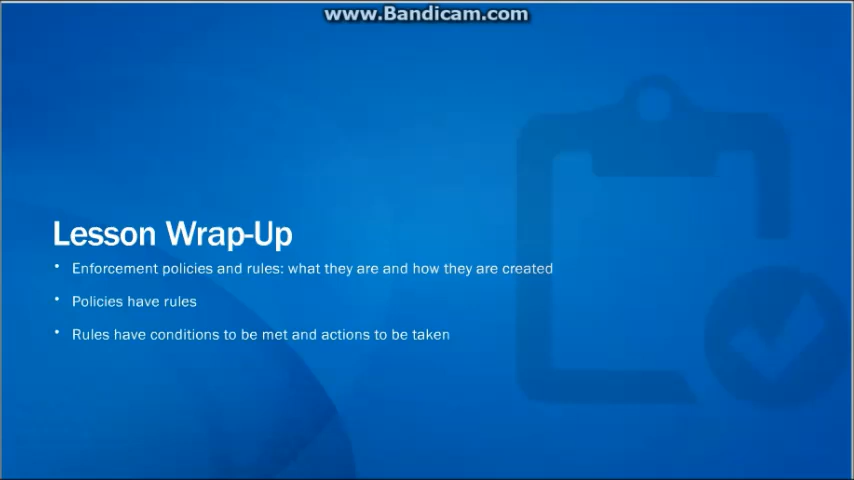 www.Bandicam.com
Lesson Wrap-Up
• Enforcement policies and rules: what they are and how they are created
• Policies have rules
• Rules have conditions to be met and actions to be taken